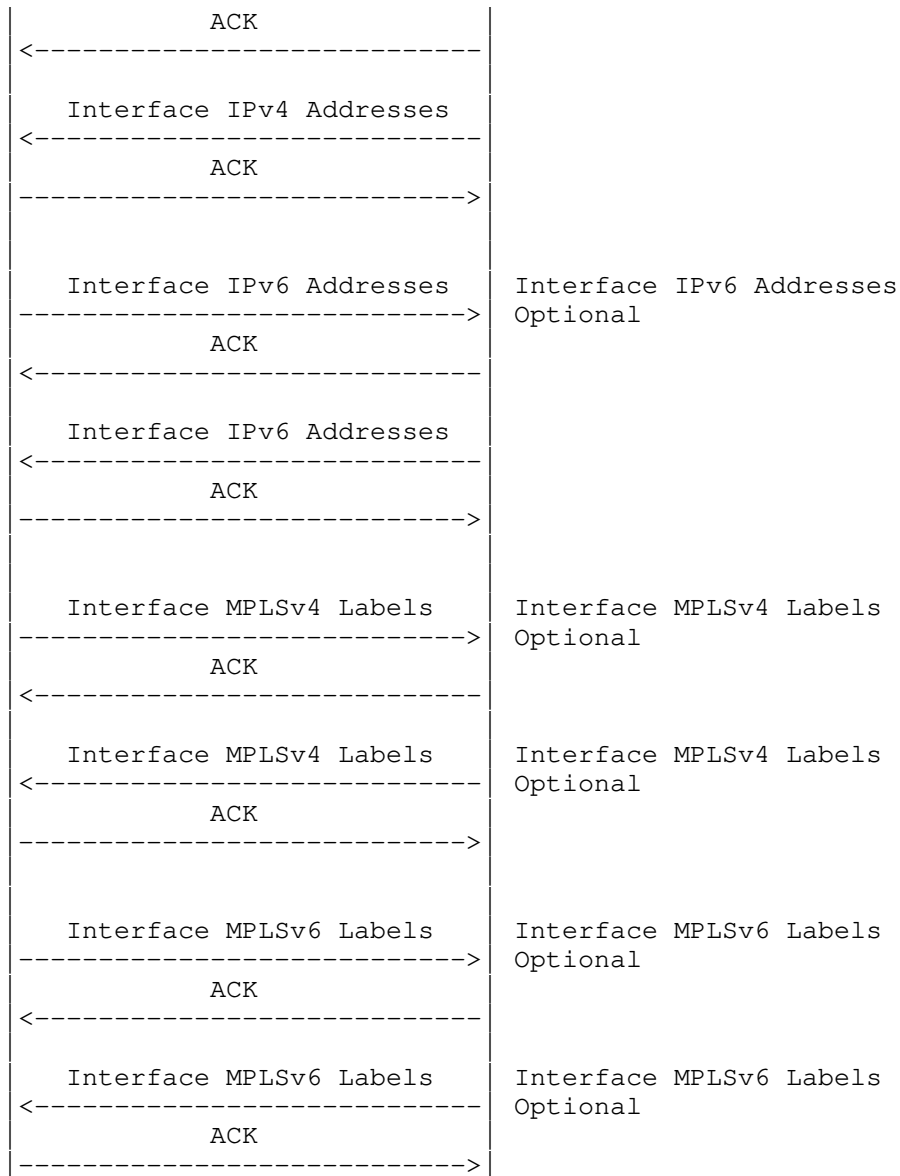 ACK
<----------------------------
Interface IPv4 Addresses
<----------------------------
ACK
---------------------------->
Interface IPv6 Addresses Interface IPv6 Addresses
----------------------------> Optional
ACK
<----------------------------
Interface IPv6 Addresses
<----------------------------
ACK
---------------------------->
Interface MPLSv4 Labels Interface MPLSv4 Labels
----------------------------> Optional
ACK
<----------------------------
Interface MPLSv4 Labels Interface MPLSv4 Labels
<---------------------------- Optional
ACK
---------------------------->
Interface MPLSv6 Labels Interface MPLSv6 Labels
----------------------------> Optional
ACK
<----------------------------
Interface MPLSv6 Labels Interface MPLSv6 Labels
<---------------------------- Optional
ACK
---------------------------->